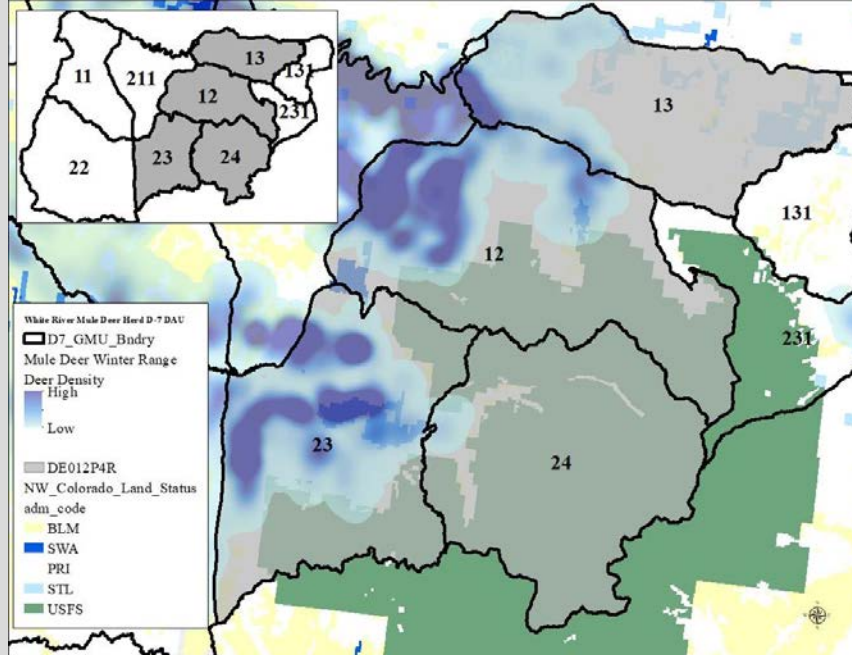 13
11
211
131
12
231
23
24
22
13
131
12
231
23
24
White River Mule Deer Herd D-7 DAU
D7_GMU_Bndry
Mule Deer Winter Range
Deer Density
High
Low
DE012P4R
NW_Colorado_Land_Status
adm_code
BLM
SWA
PRI
STL
USFS